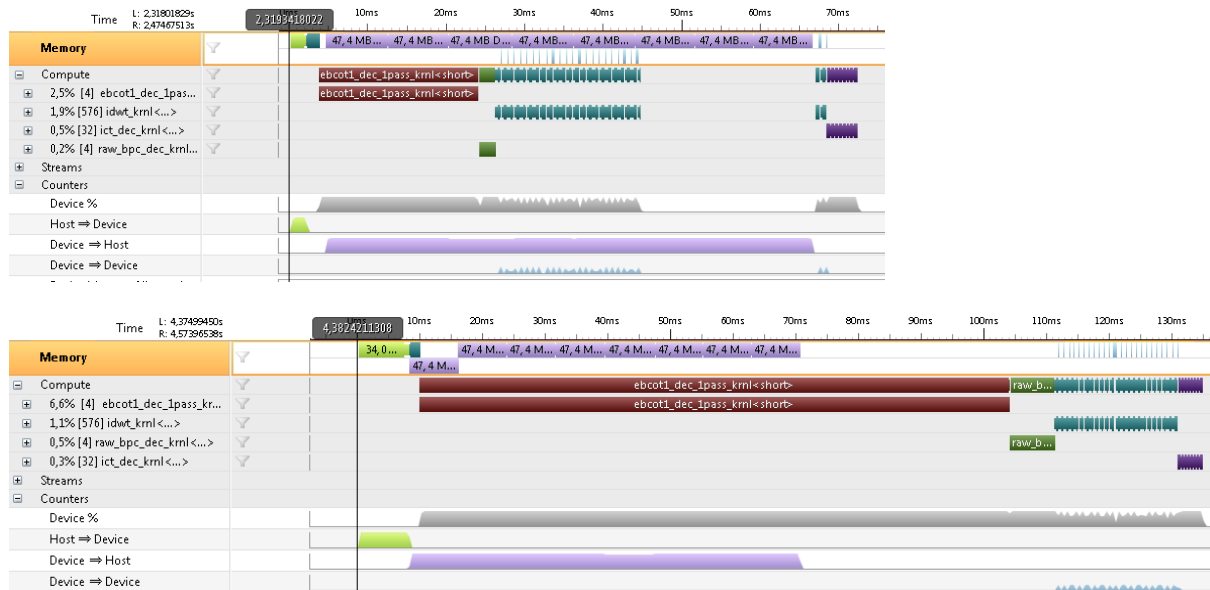 Time L: 2,31801829s
R: 2,47467513s
2,3193418022
0ms 10ms 20ms 30ms 40ms 50ms 60ms 70ms
Memory 47, 4 MB... 47, 4 MB... 47, 4 MB D... 47, 4 MB... 47, 4 MB... 47, 4 MB... 47, 4 MB... 47, 4 MB...
Compute ebcot1_dec_1pass_krnl<short>
2,5% [4] ebcot1_dec_1pas... ebcot1_dec_1pass_krnl<short>
1,9% [576] idwt_krnl<...>
0,5% [32] ict_dec_krnl<...>
0,2% [4] raw_bpc_dec_krnl...
Streams
Counters
Device %
Host ⇒ Device
Device ⇒ Host
Device ⇒ Device
Time L: 4,37499450s
R: 4,57396538s
4,3824211308
0ms 10ms 20ms 30ms 40ms 50ms 60ms 70ms 80ms 90ms 100ms 110ms 120ms 130ms
Memory 34, 0... 47, 4 M... 47, 4 M... 47, 4 M... 47, 4 M... 47, 4 M... 47, 4 M... 47, 4 M...
47, 4 M...
Compute ebcot1_dec_1pass_krnl<short> raw_b...
6,6% [4] ebcot1_dec_1pass_kr... ebcot1_dec_1pass_krnl<short>
1,1% [576] idwt_krnl<...>
0,5% [4] raw_bpc_dec_krnl<...> raw_b...
0,3% [32] ict_dec_krnl<...>
Streams
Counters
Device %
Host ⇒ Device
Device ⇒ Host
Device ⇒ Device